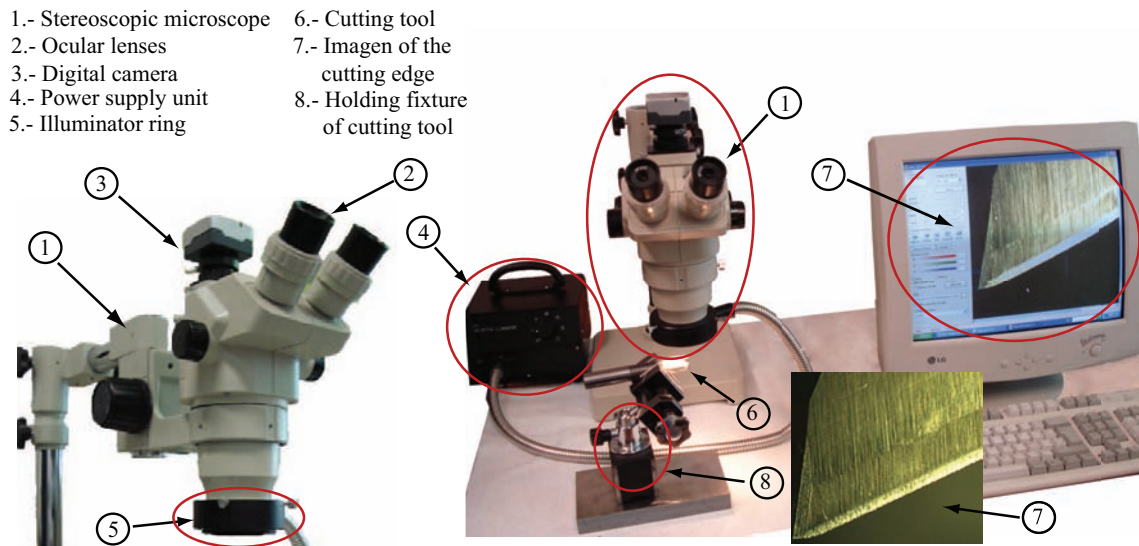 1.- Stereoscopic microscope
2.- Ocular lenses
3.- Digital camera
4.- Power supply unit
5.- Illuminator ring
6.- Cutting tool
7.- Imagen of the
cutting edge
8.- Holding fixture
of cutting tool
1
2
3
1
5
4
1
7
6
8
7
LG